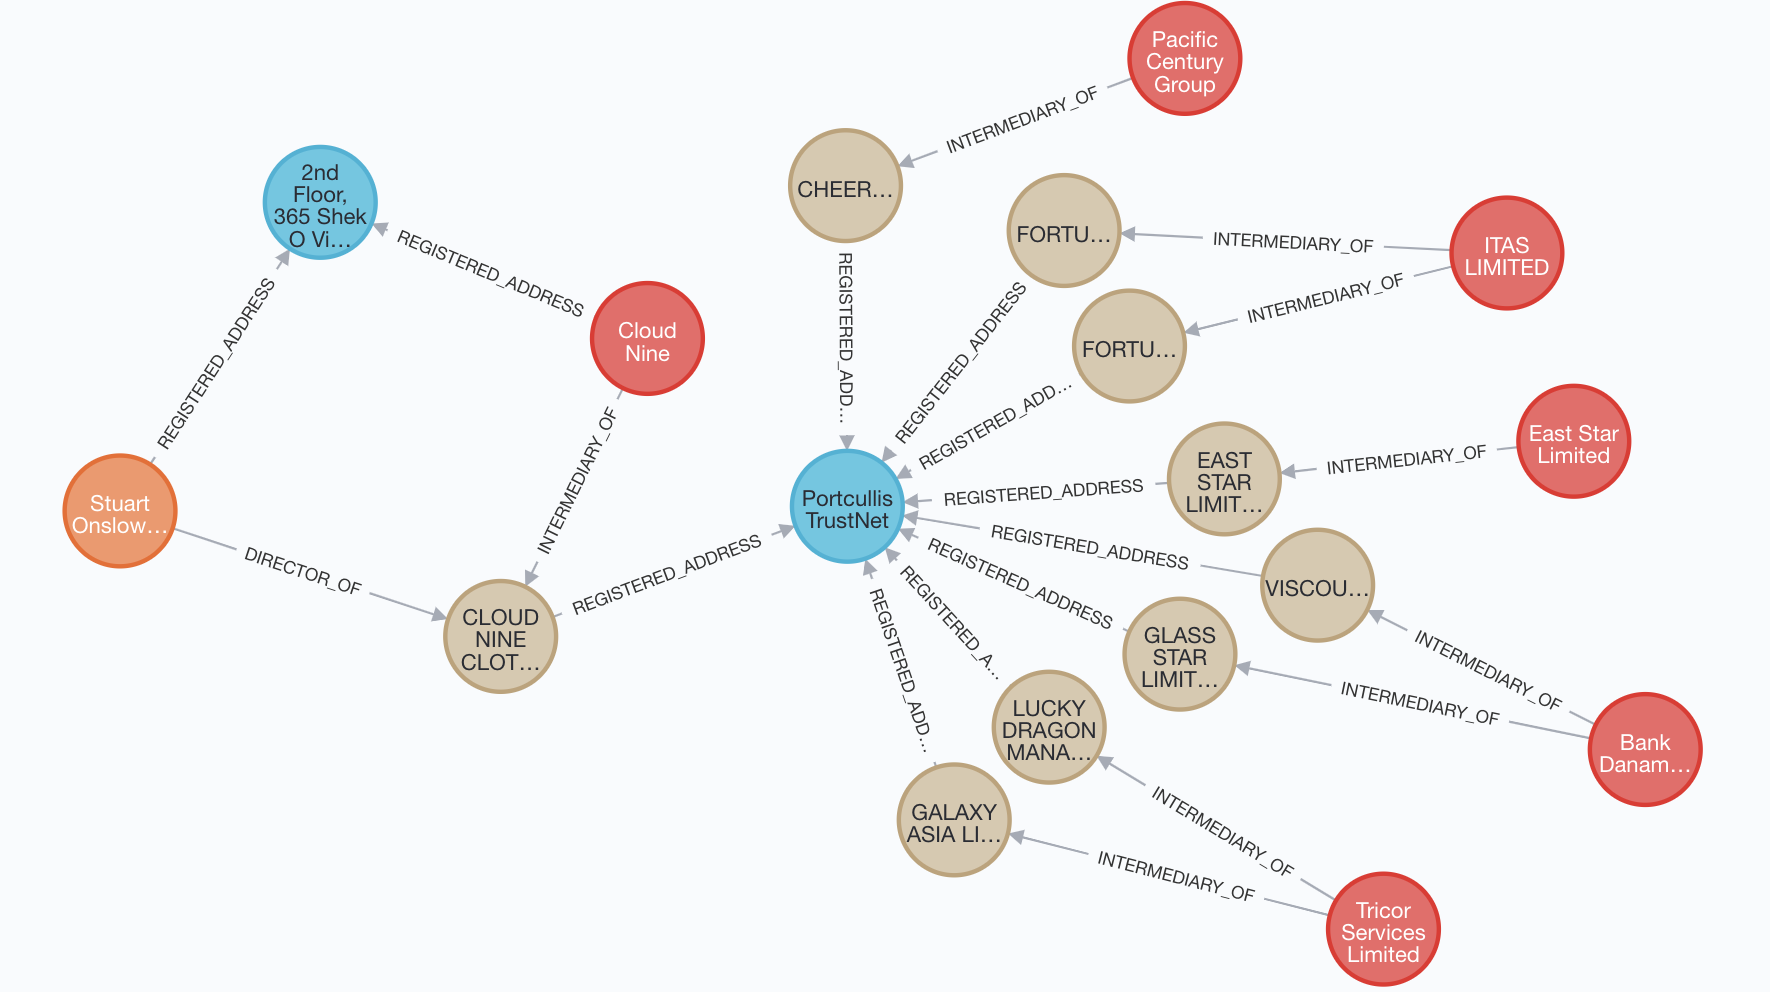 Pacific
Century
Group
INTERMEDIARY_OF
CHEER...
2nd
Floor,
365 Shek
O Vi...
REGISTERED_ADDRESS
REGISTERED_ADDRESS
Cloud
Nine
REGISTERED_ADD...
FORTU...
INTERMEDIARY_OF
ITAS
LIMITED
INTERMEDIARY_OF
FORTU...
REGISTERED_ADDRESS
REGISTERED_ADD...
East Star
Limited
INTERMEDIARY_OF
EAST
STAR
LIMIT...
REGISTERED_ADDRESS
Portcullis
TrustNet
Stuart
Onslow...
DIRECTOR_OF
INTERMEDIARY_OF
CLOUD
NINE
CLOT...
REGISTERED_ADDRESS
REGISTERED_ADDRESS
VISCOU...
REGISTERED_ADDRESS
GLASS
STAR
LIMIT...
INTERMEDIARY_OF
INTERMEDIARY_OF
Bank
Danam...
REGISTERED_A...
LUCKY
DRAGON
MANA...
REGISTERED_ADD...
GALAXY
ASIA LI...
INTERMEDIARY_OF
INTERMEDIARY_OF
Tricor
Services
Limited